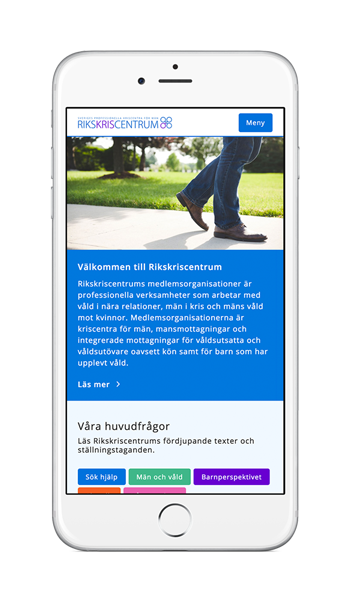 RIKSKRISCENTRUM
Meny
Välkommen till Rikskriscentrum
Rikskriscentrums medlemsorganisationer är
professionella verksamheter som arbetar med
våld i nära relationer, män i kris och mäns våld
mot kvinnor. Medlemsorganisationerna är
kriscentra för män, mansmottagningar och
integrerade mottagningar för våldsutsatta och
våldsutövare oavsett kön samt för barn som har
upplevt våld.
Läs mer
Våra huvudfrågor
Läs Rikskriscentrums fördjupande texter och
ställningstaganden.
Sök hjälp
Män och våld
Barnperspektivet